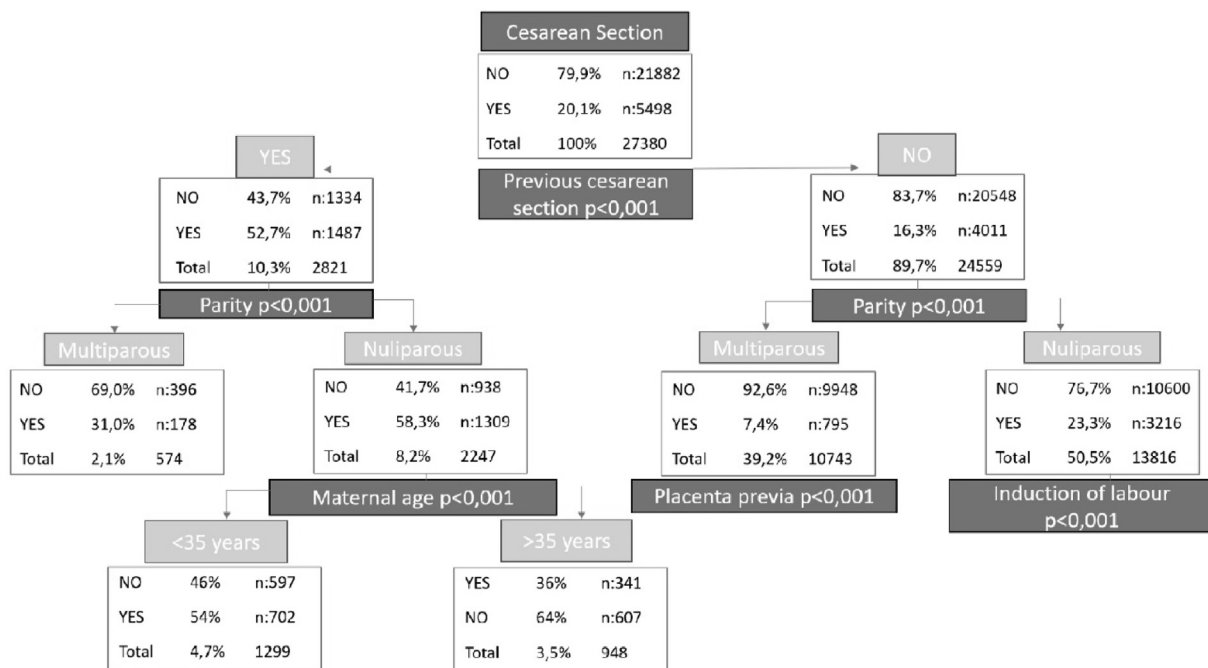 Cesarean Section
NO 79,9% n:21882
YES 20,1% n:5498
Total 100% 27380
Previous cesarean
section p<0,001
YES
NO 43,7% n:1334
YES 52,7% n:1487
Total 10,3% 2821
Parity p<0,001
NO
NO 83,7% n:20548
YES 16,3% n:4011
Total 89,7% 24559
Parity p<0,001
Multiparous
NO 69,0% n:396
YES 31,0% n:178
Total 2,1% 574
Nuliparous
NO 41,7% n:938
YES 58,3% n:1309
Total 8,2% 2247
Maternal age p<0,001
Multiparous
NO 92,6% n:9948
YES 7,4% n:795
Total 39,2% 10743
Placenta previa p<0,001
Nuliparous
NO 76,7% n:10600
YES 23,3% n:3216
Total 50,5% 13816
Induction of labour
p<0,001
<35 years
NO 46% n:597
YES 54% n:702
Total 4,7% 1299
>35 years
YES 36% n:341
NO 64% n:607
Total 3,5% 948